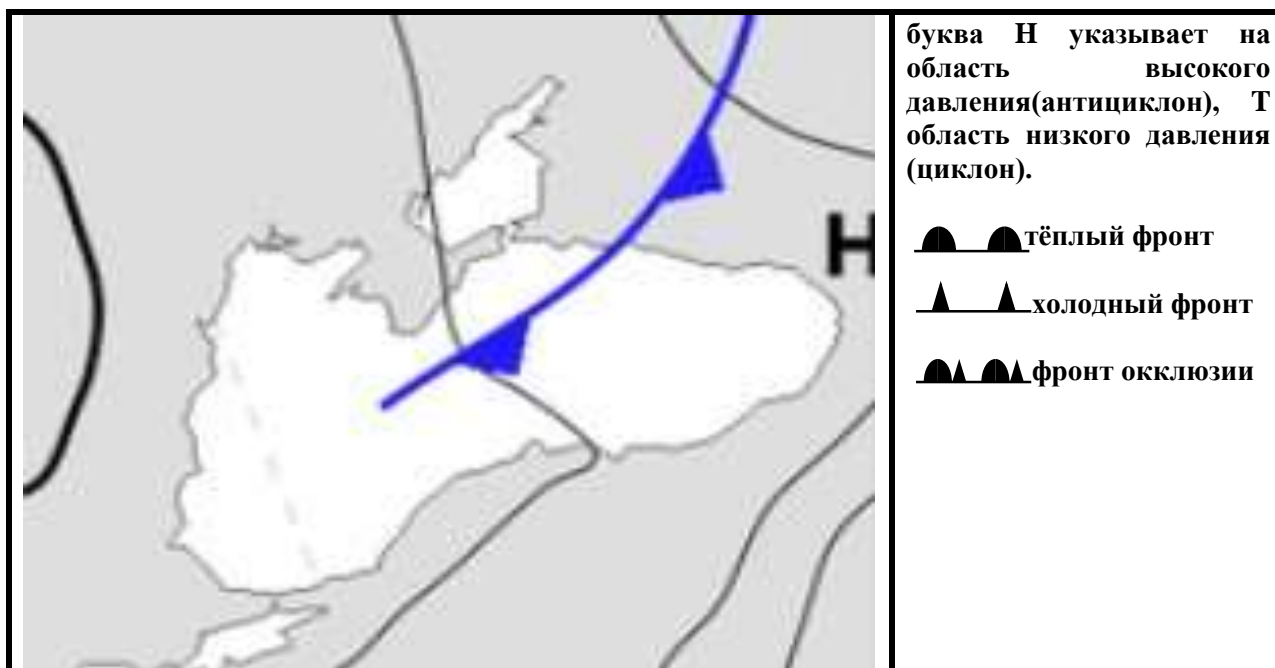 буква Н указывает на
область высокого
давления(антициклон), Т
область низкого давления
(циклон).
Н
тёплый фронт
холодный фронт
фронт окклюзии